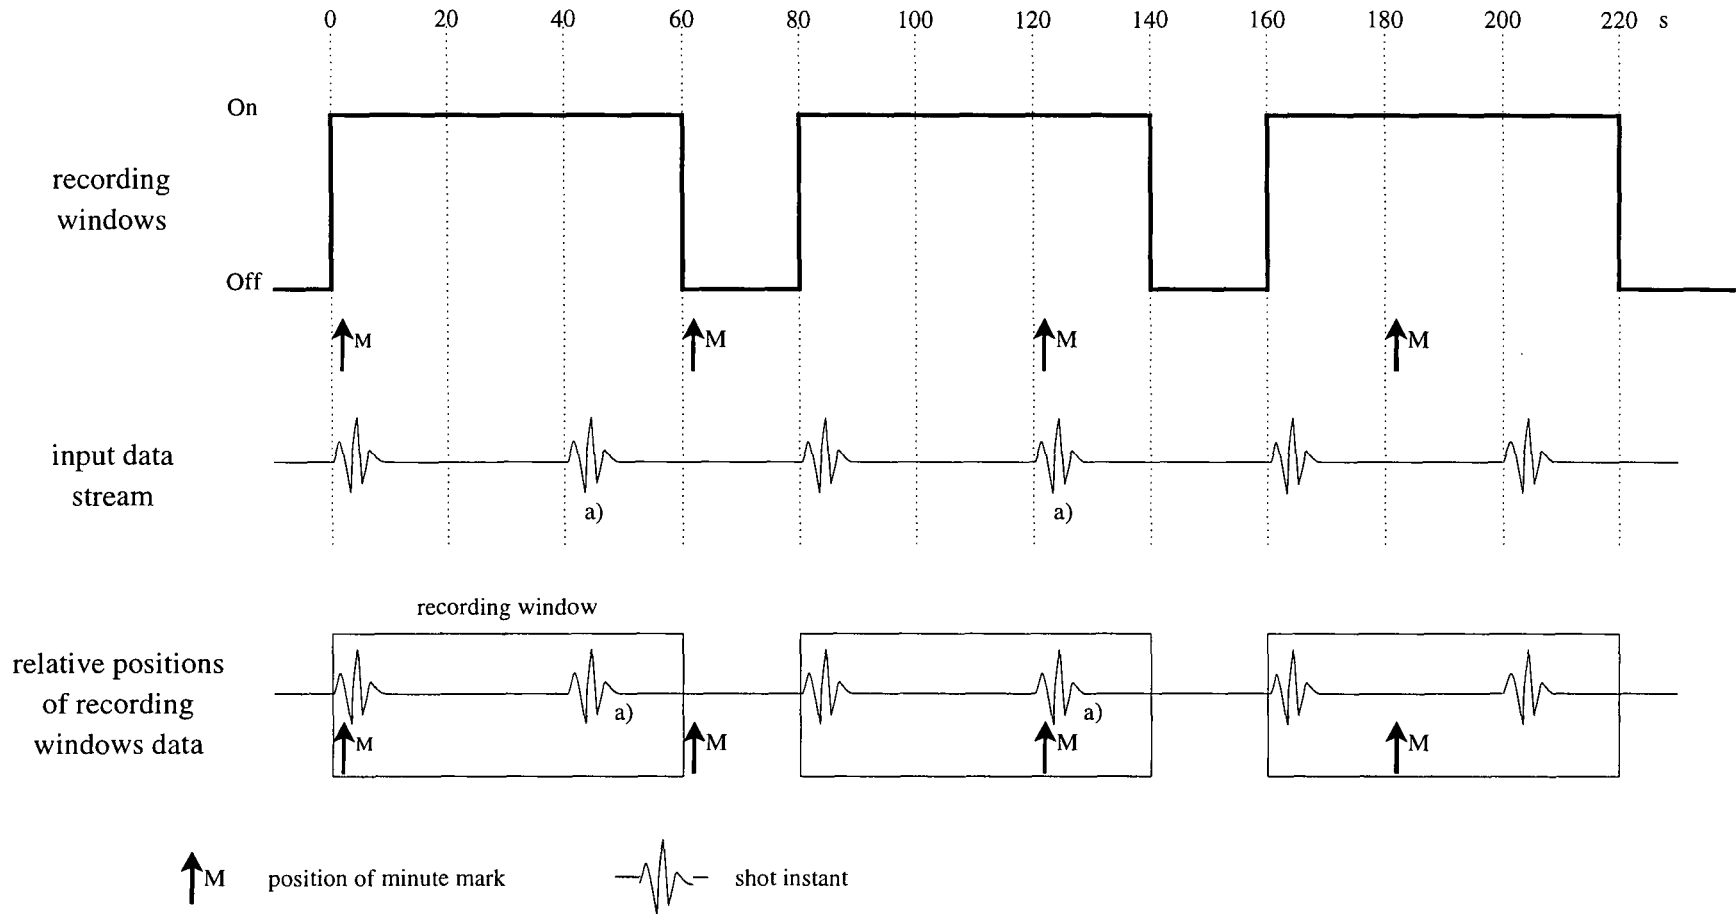 0 20 40 60 80 100 120 140 160 180 200 220 s
On
recording
windows
Off
M M M M
input data
stream
a) a)
recording window
relative positions
of recording
windows data
a) a)
M M M M
M position of minute mark shot instant